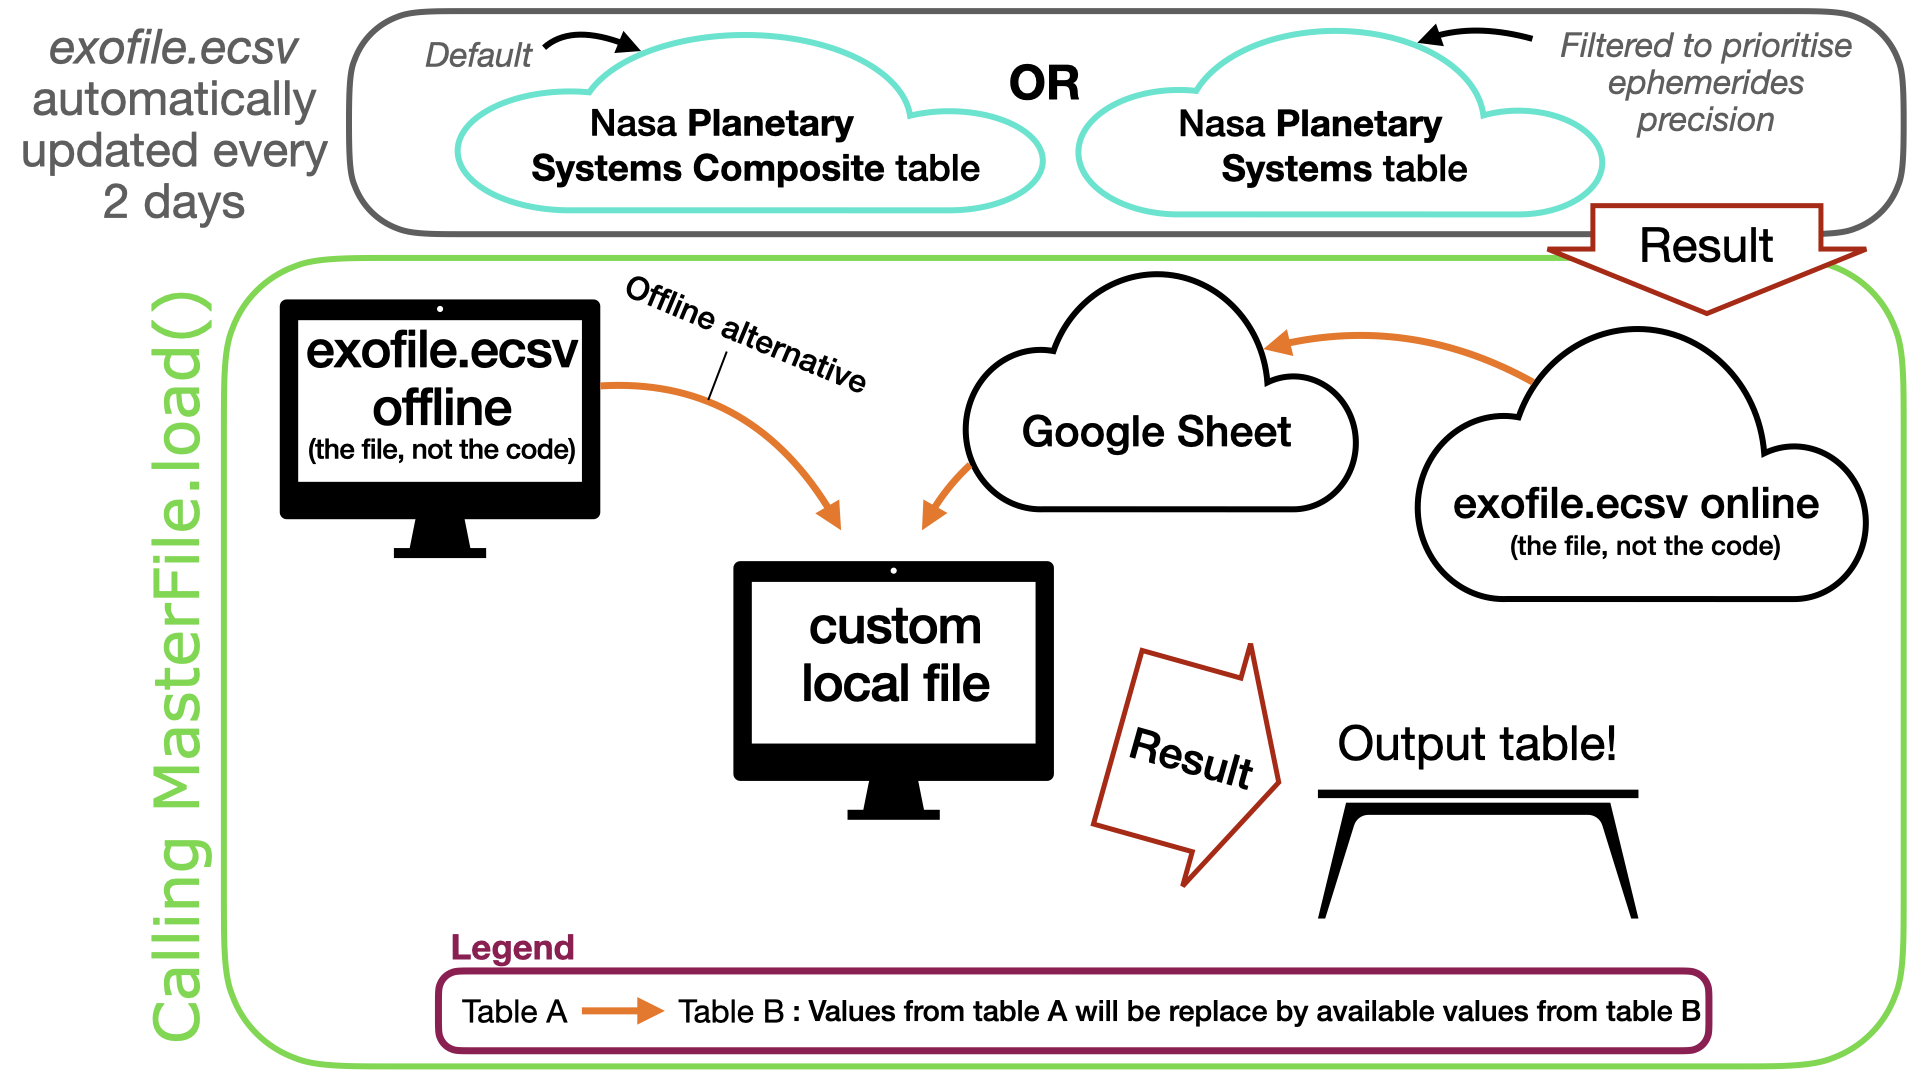 exofile.ecsv
automatically
updated every
2 days
Default
Nasa Planetary
Systems Composite table
OR
Nasa Planetary
Systems table
Filtered to prioritise
ephemerides
precision
Result
Calling MasterFile.load()
exofile.ecsv
offline
(the file, not the code)
Offline alternative
Google Sheet
exofile.ecsv online
(the file, not the code)
custom
local file
Result
Output table!
Legend
Table A Table B : Values from table A will be replace by available values from table B